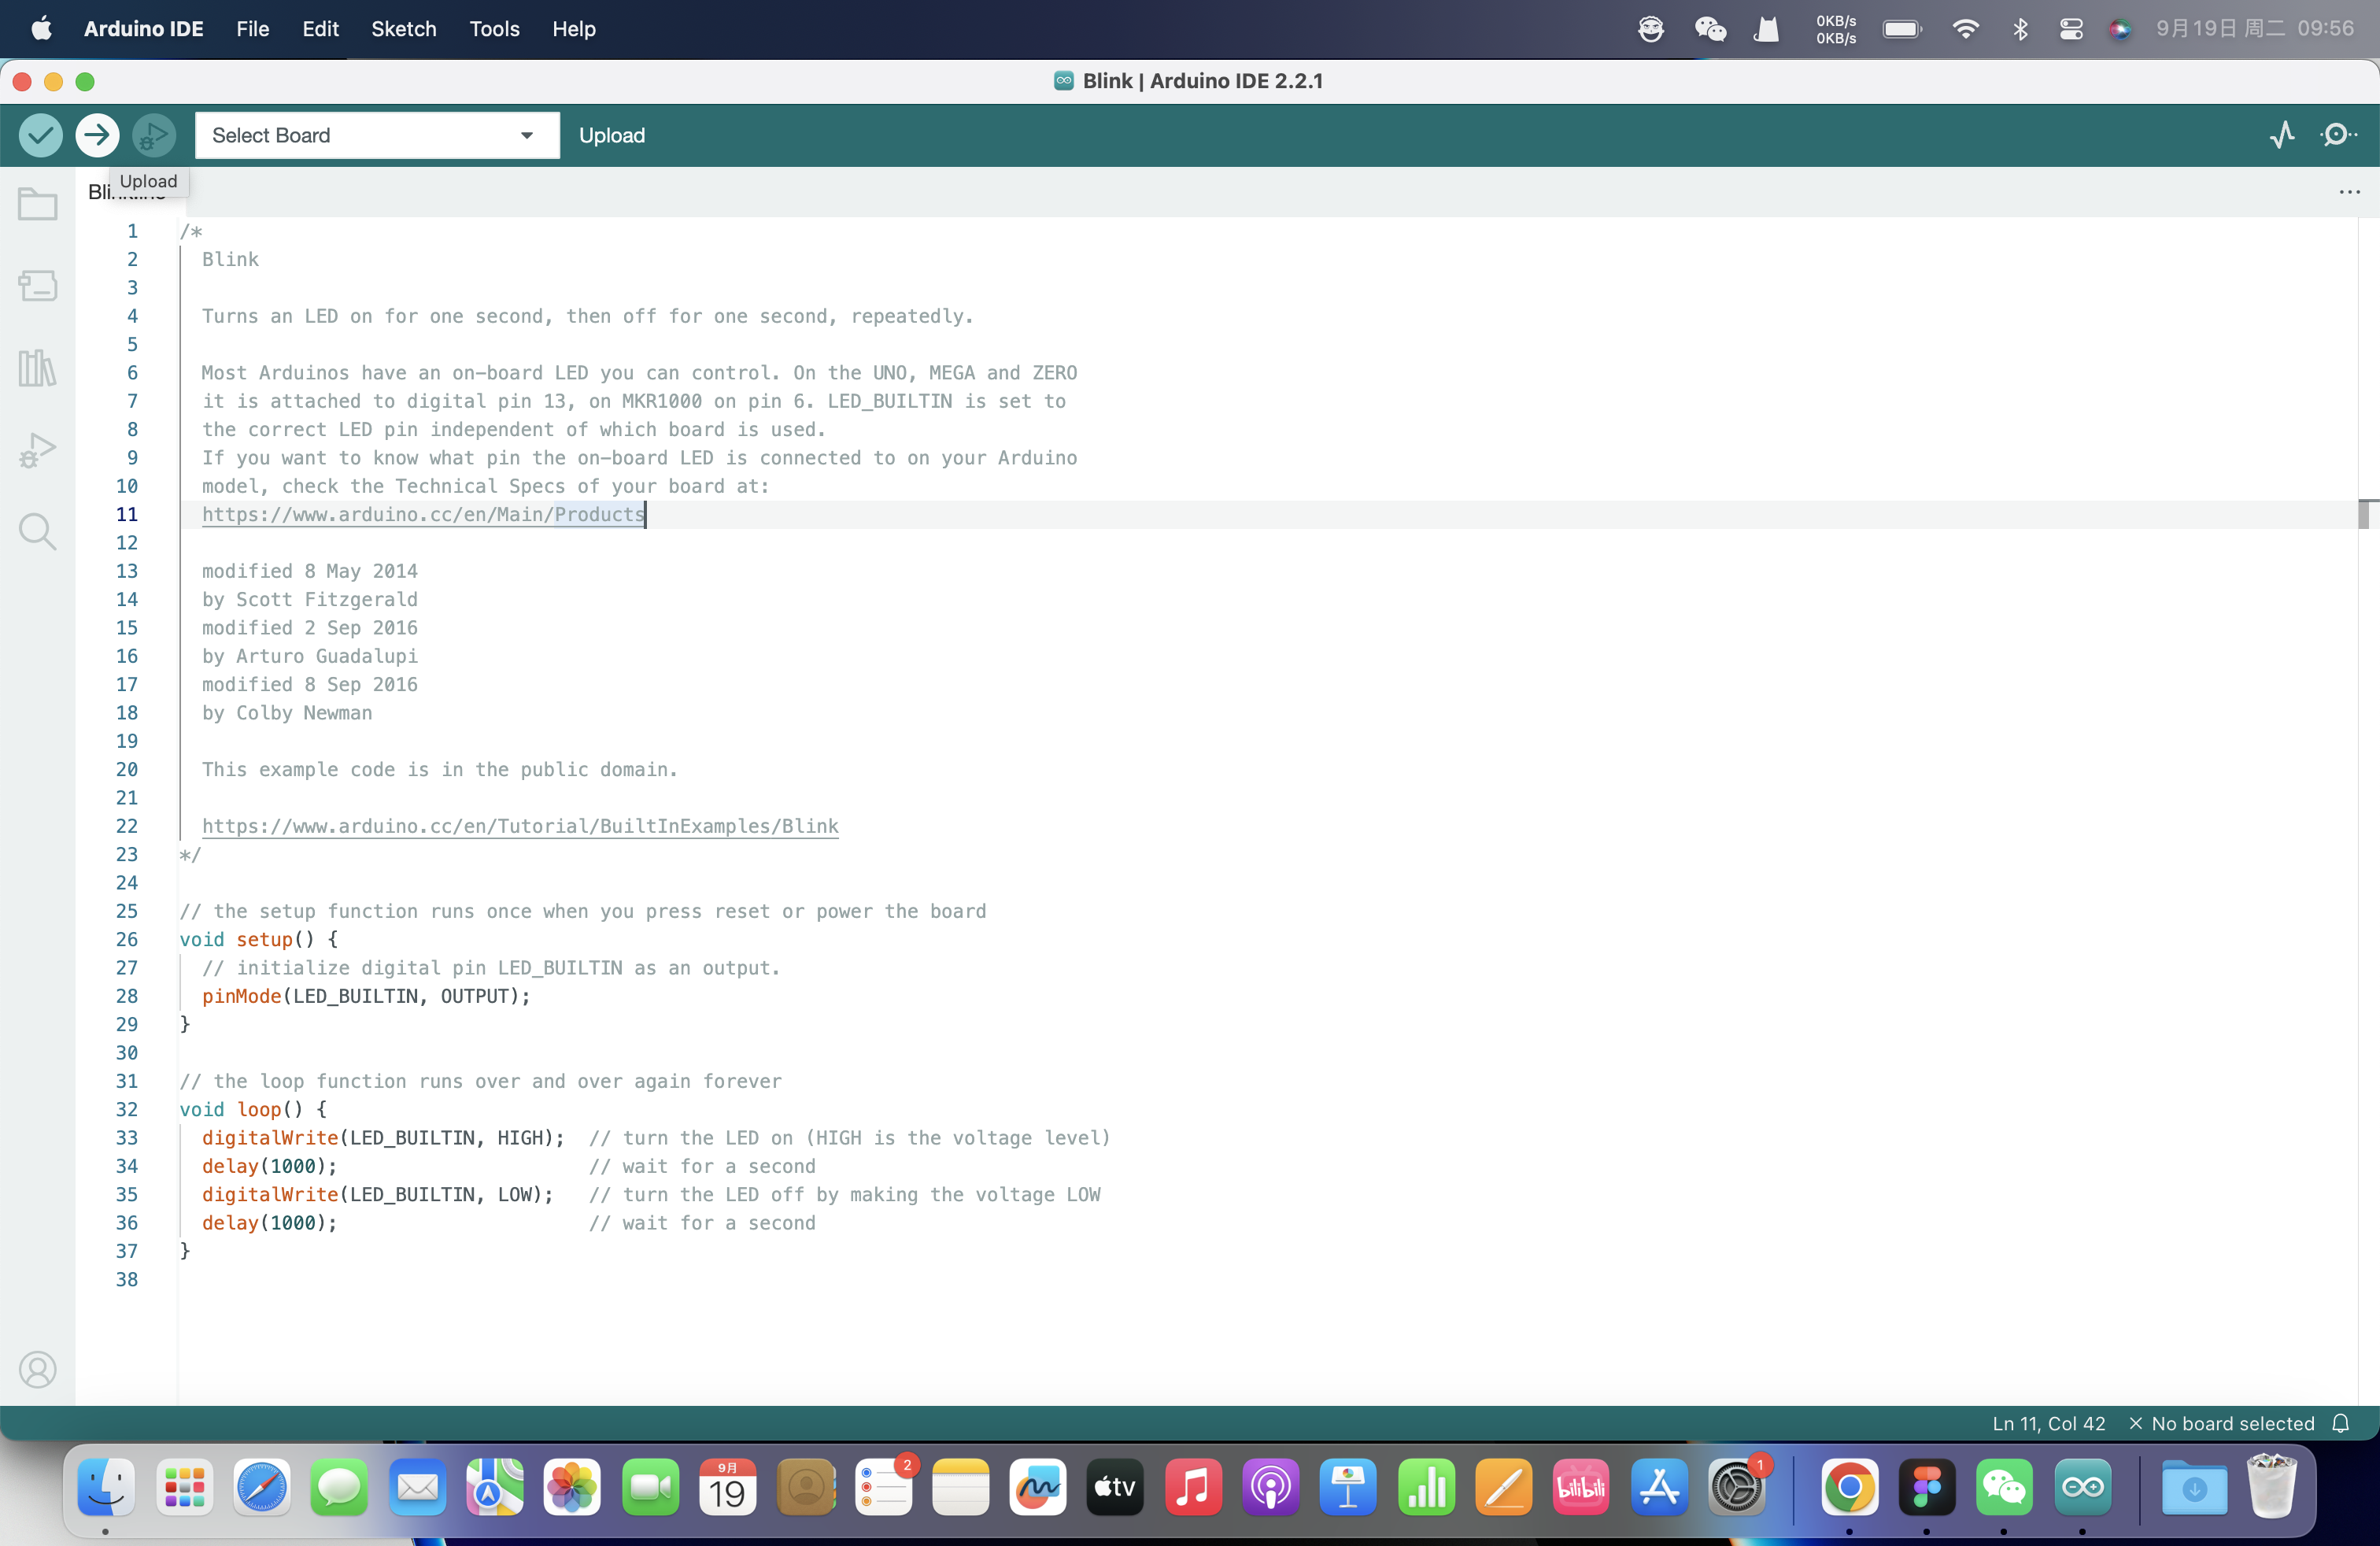 Arduino IDE File Edit Sketch Tools Help 0KB/s 0KB/s 9月19日 周二 09:56
Blink | Arduino IDE 2.2.1
Select Board Upload
Upload
1 /*
2 Blink
3
4 Turns an LED on for one second, then off for one second, repeatedly.
5
6 Most Arduinos have an on-board LED you can control. On the UNO, MEGA and ZERO
7 it is attached to digital pin 13, on MKR1000 on pin 6. LED_BUILTIN is set to
8 the correct LED pin independent of which board is used.
9 If you want to know what pin the on-board LED is connected to on your Arduino
10 model, check the Technical Specs of your board at:
11 https://www.arduino.cc/en/Main/Products
12
13 modified 8 May 2014
14 by Scott Fitzgerald
15 modified 2 Sep 2016
16 by Arturo Guadalupi
17 modified 8 Sep 2016
18 by Colby Newman
19
20 This example code is in the public domain.
21
22 https://www.arduino.cc/en/Tutorial/BuiltInExamples/Blink
23 */
24
25 // the setup function runs once when you press reset or power the board
26 void setup() {
27 // initialize digital pin LED_BUILTIN as an output.
28 pinMode(LED_BUILTIN, OUTPUT);
29 }
30
31 // the loop function runs over and over again forever
32 void loop() {
33 digitalWrite(LED_BUILTIN, HIGH); // turn the LED on (HIGH is the voltage level)
34 delay(1000); // wait for a second
35 digitalWrite(LED_BUILTIN, LOW); // turn the LED off by making the voltage LOW
36 delay(1000); // wait for a second
37 }
38
Ln 11, Col 42 × No board selected
9月
19
2
tv
bilibili
1